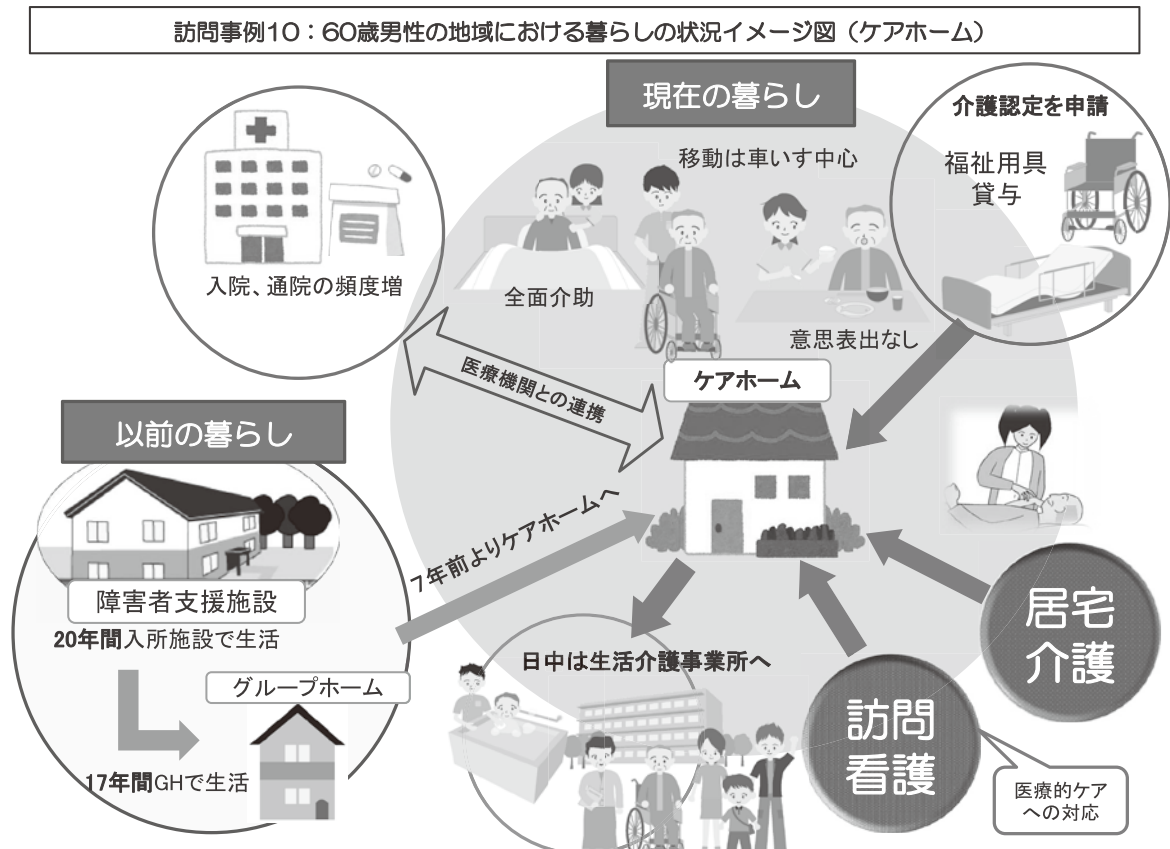 訪問事例10：60歳男性の地域における暮らしの状況イメージ図（ケアホーム）
現在の暮らし
移動は車いす中心
全面介助
意思表出なし
介護認定を申請
福祉用具
貸与
入院、通院の頻度増
医療機関との連携
ケアホーム
以前の暮らし
障害者支援施設
20年間入所施設で生活
グループホーム
17年間GHで生活
7年前よりケアホームへ
日中は生活介護事業所へ
居宅
介護
訪問
看護
医療的ケア
への対応